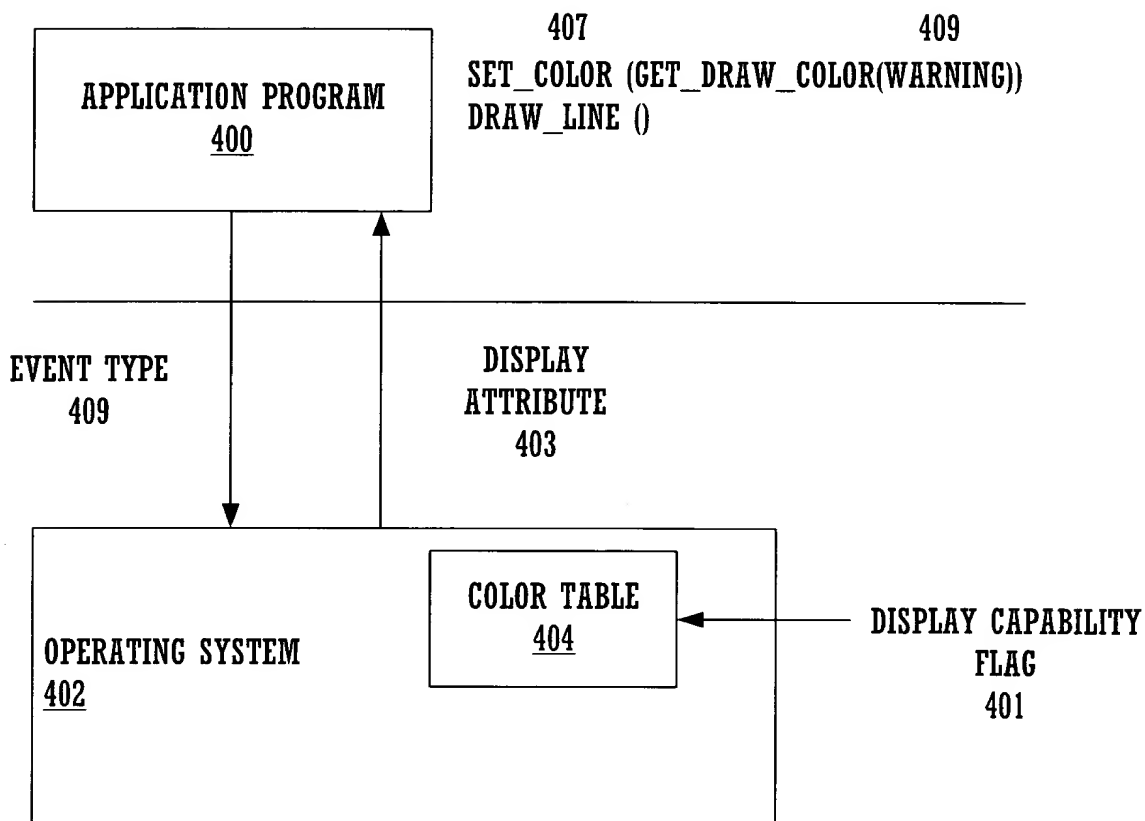 407 409
APPLICATION PROGRAM
400
SET_COLOR (GET_DRAW_COLOR(WARNING))
DRAW_LINE ()
EVENT TYPE
409
DISPLAY
ATTRIBUTE
403
COLOR TABLE
404
OPERATING SYSTEM
402
DISPLAY CAPABILITY
FLAG
401